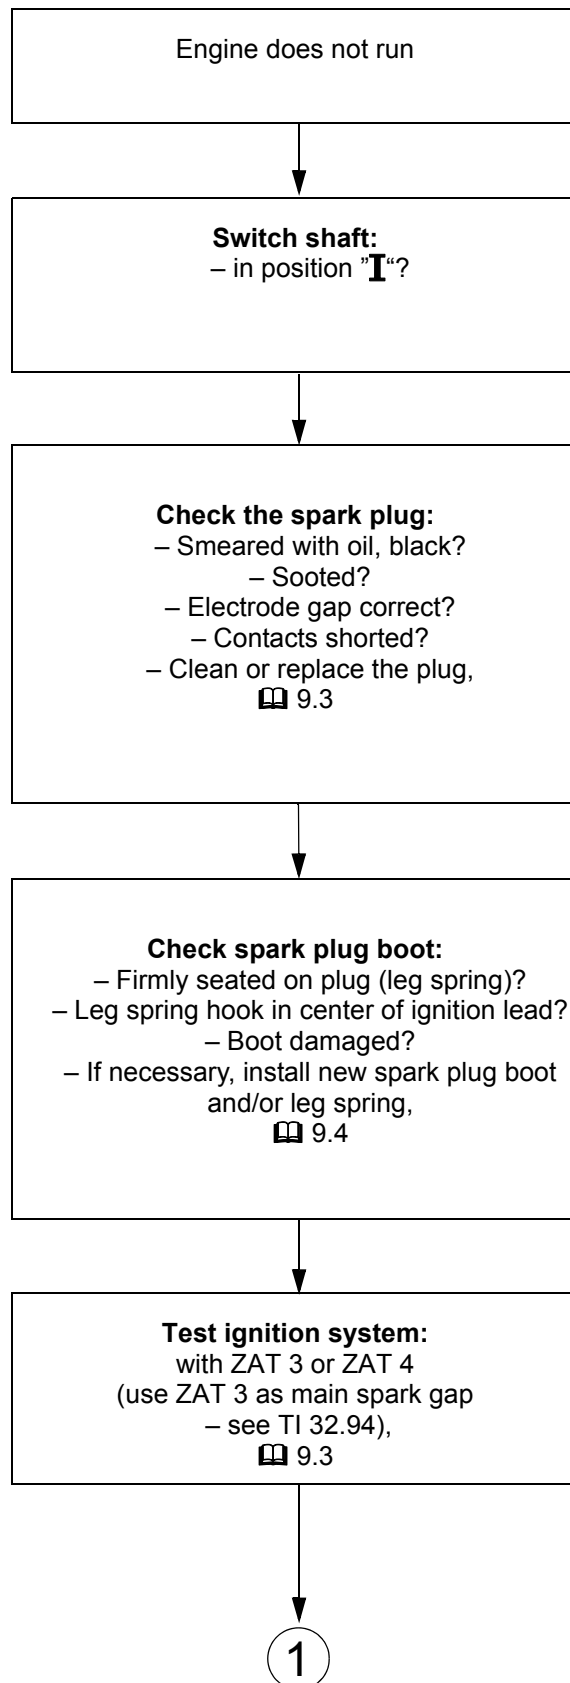 Engine does not run
Switch shaft:
– in position ”I“?
Check the spark plug:
– Smeared with oil, black?
– Sooted?
– Electrode gap correct?
– Contacts shorted?
– Clean or replace the plug,
9.3
Check spark plug boot:
– Firmly seated on plug (leg spring)?
– Leg spring hook in center of ignition lead?
– Boot damaged?
– If necessary, install new spark plug boot
and/or leg spring,
9.4
Test ignition system:
with ZAT 3 or ZAT 4
(use ZAT 3 as main spark gap
– see TI 32.94),
9.3
1